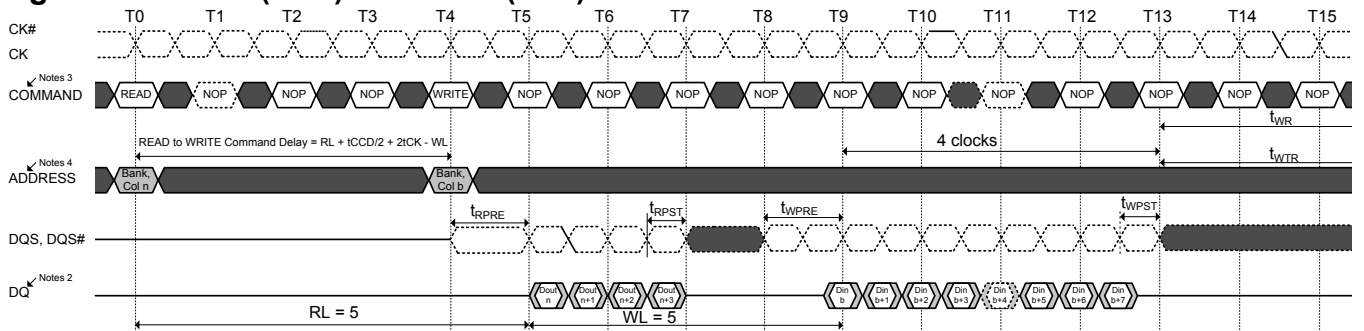 T0 T1 T2 T3 T4 T5 T6 T7 T8 T9 T10 T11 T12 T13 T14 T15
CK#
CK
Notes 3
COMMAND READ NOP NOP NOP WRITE NOP NOP NOP NOP NOP NOP NOP NOP NOP NOP NOP
tWR
READ to WRITE Command Delay = RL + tCCD/2 + 2tCK - WL
4 clocks
tWTR
Notes 4
ADDRESS
Bank,
Col n
Bank,
Col b
tRPRE tRPST tWPRE tWPST
DQS, DQS#
Notes 2
DQ
Dout
n
Dout
n+1
Dout
n+2
Dout
n+3
Din
b
Din
b+1
Din
b+2
Din
b+3
Din
b+4
Din
b+5
Din
b+6
Din
b+7
RL = 5
WL = 5